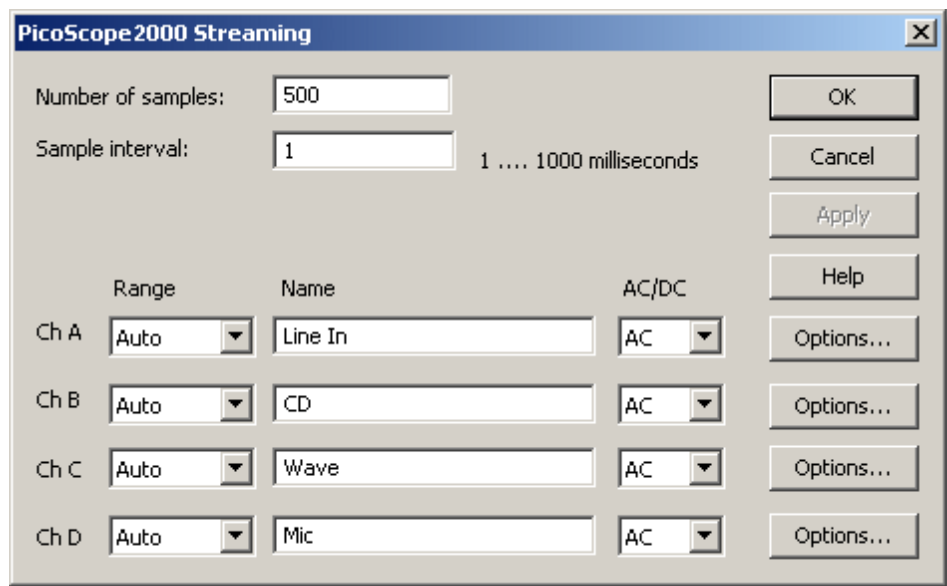 PicoScope2000 Streaming
Number of samples: 500 OK
Sample interval: 1 1 .... 1000 milliseconds Cancel
Apply
Help
Range Name AC/DC
Ch A Auto Line In AC Options...
Ch B Auto CD AC Options...
Ch C Auto Wave AC Options...
Ch D Auto Mic AC Options...